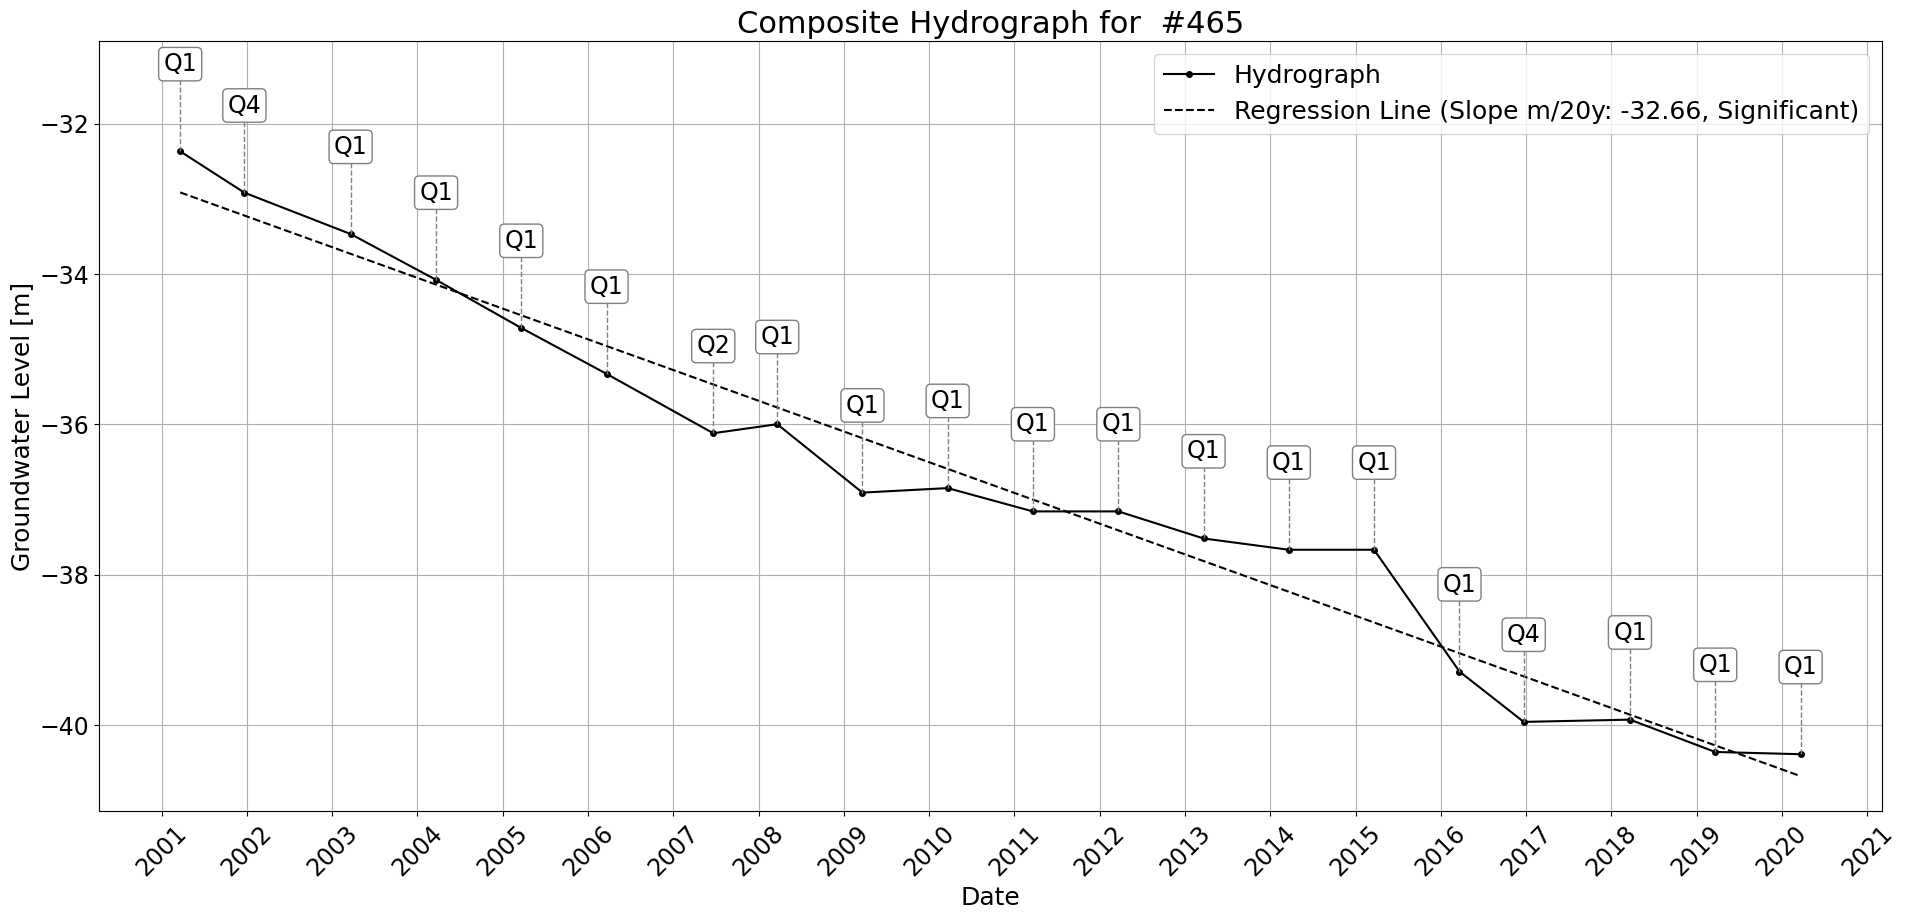 Composite Hydrograph for  #465
Hydrograph
Regression Line (Slope m/20y: -32.66, Significant)
Q1
Q4
Q1
Q1
Q1
Q1
Q2
Q1
Q1
Q1
Q1
Q1
Q1
Q1
Q1
Q1
Q4
Q1
Q1
Q1
Groundwater Level [m]
−32
−34
−36
−38
−40
2001
2002
2003
2004
2005
2006
2007
2008
2009
2010
2011
2012
2013
2014
2015
2016
2017
2018
2019
2020
2021
Date